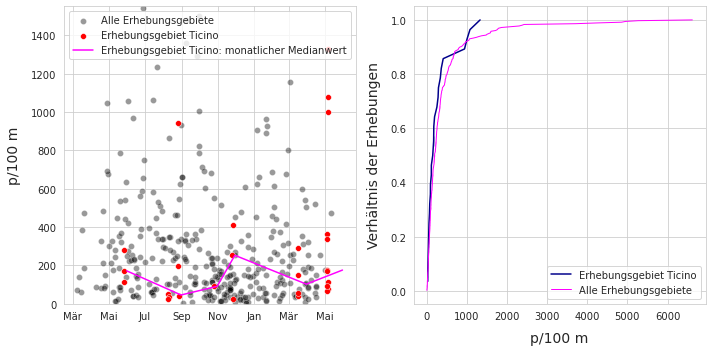 Alle Erhebungsgebiete
Erhebungsgebiet Ticino
Erhebungsgebiet Ticino: monatlicher Medianwert
p/100 m
1400
1200
1000
800
600
400
200
0
Mär Mai Jul Sep Nov Jan Mär Mai
Verhältnis der Erhebungen
1.0
0.8
0.6
0.4
0.2
0.0
Erhebungsgebiet Ticino
Alle Erhebungsgebiete
0 1000 2000 3000 4000 5000 6000
p/100 m